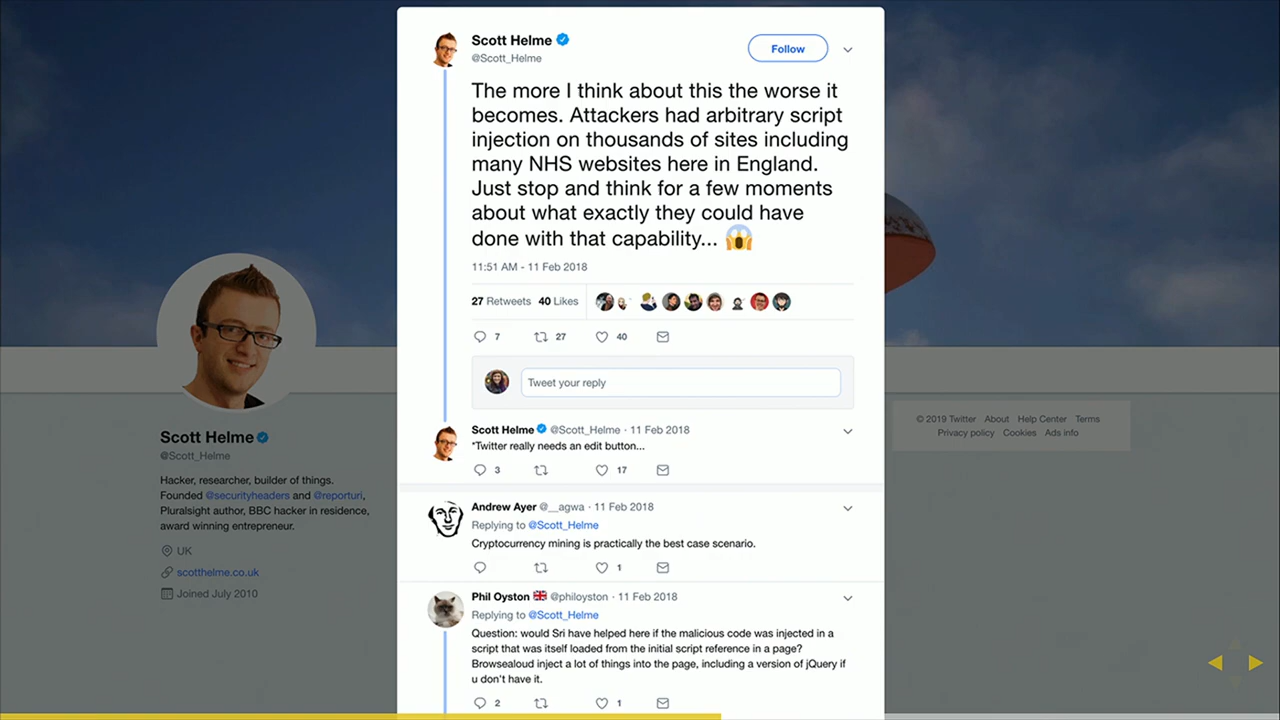 Scott Helme
@Scott_Helme
Follow
The more I think about this the worse it
becomes. Attackers had arbitrary script
injection on thousands of sites including
many NHS websites here in England.
Just stop and think for a few moments
about what exactly they could have
done with that capability... 😱
11:51 AM - 11 Feb 2018
27 Retweets 40 Likes
7 27 40
Tweet your reply
Scott Helme @Scott_Helme · 11 Feb 2018
*Twitter really needs an edit button...
3 17
Andrew Ayer @__agwa · 11 Feb 2018
Replying to @Scott_Helme
Cryptocurrency mining is practically the best case scenario.
1
Phil Oyston 🇬🇧 @philoyston · 11 Feb 2018
Replying to @Scott_Helme
Question: would Sri have helped here if the malicious code was injected in a
script that was itself loaded from the initial script reference in a page?
Browsealoud inject a lot of things into the page, including a version of jQuery if
u don't have it.
2 1
Scott Helme
@Scott_Helme
Hacker, researcher, builder of things.
Founded @securityheaders and @reporturi,
Pluralsight author, BBC hacker in residence,
award winning entrepreneur.
UK
scotthelme.co.uk
Joined July 2010
© 2019 Twitter About Help Center Terms
Privacy policy Cookies Ads info